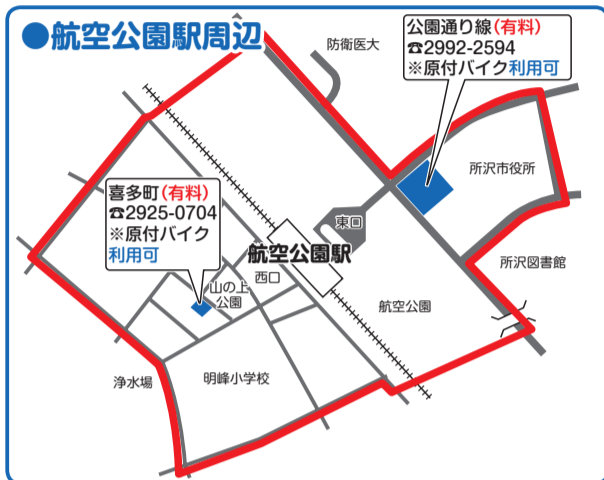 ●航空公園駅周辺
防衛医大
公園通り線(有料)
☎2992-2594
※原付バイク利用可
所沢市役所
喜多町(有料)
☎2925-0704
※原付バイク
利用可
東口
航空公園駅
西口
所沢図書館
山の上
公園
航空公園
浄水場
明峰小学校